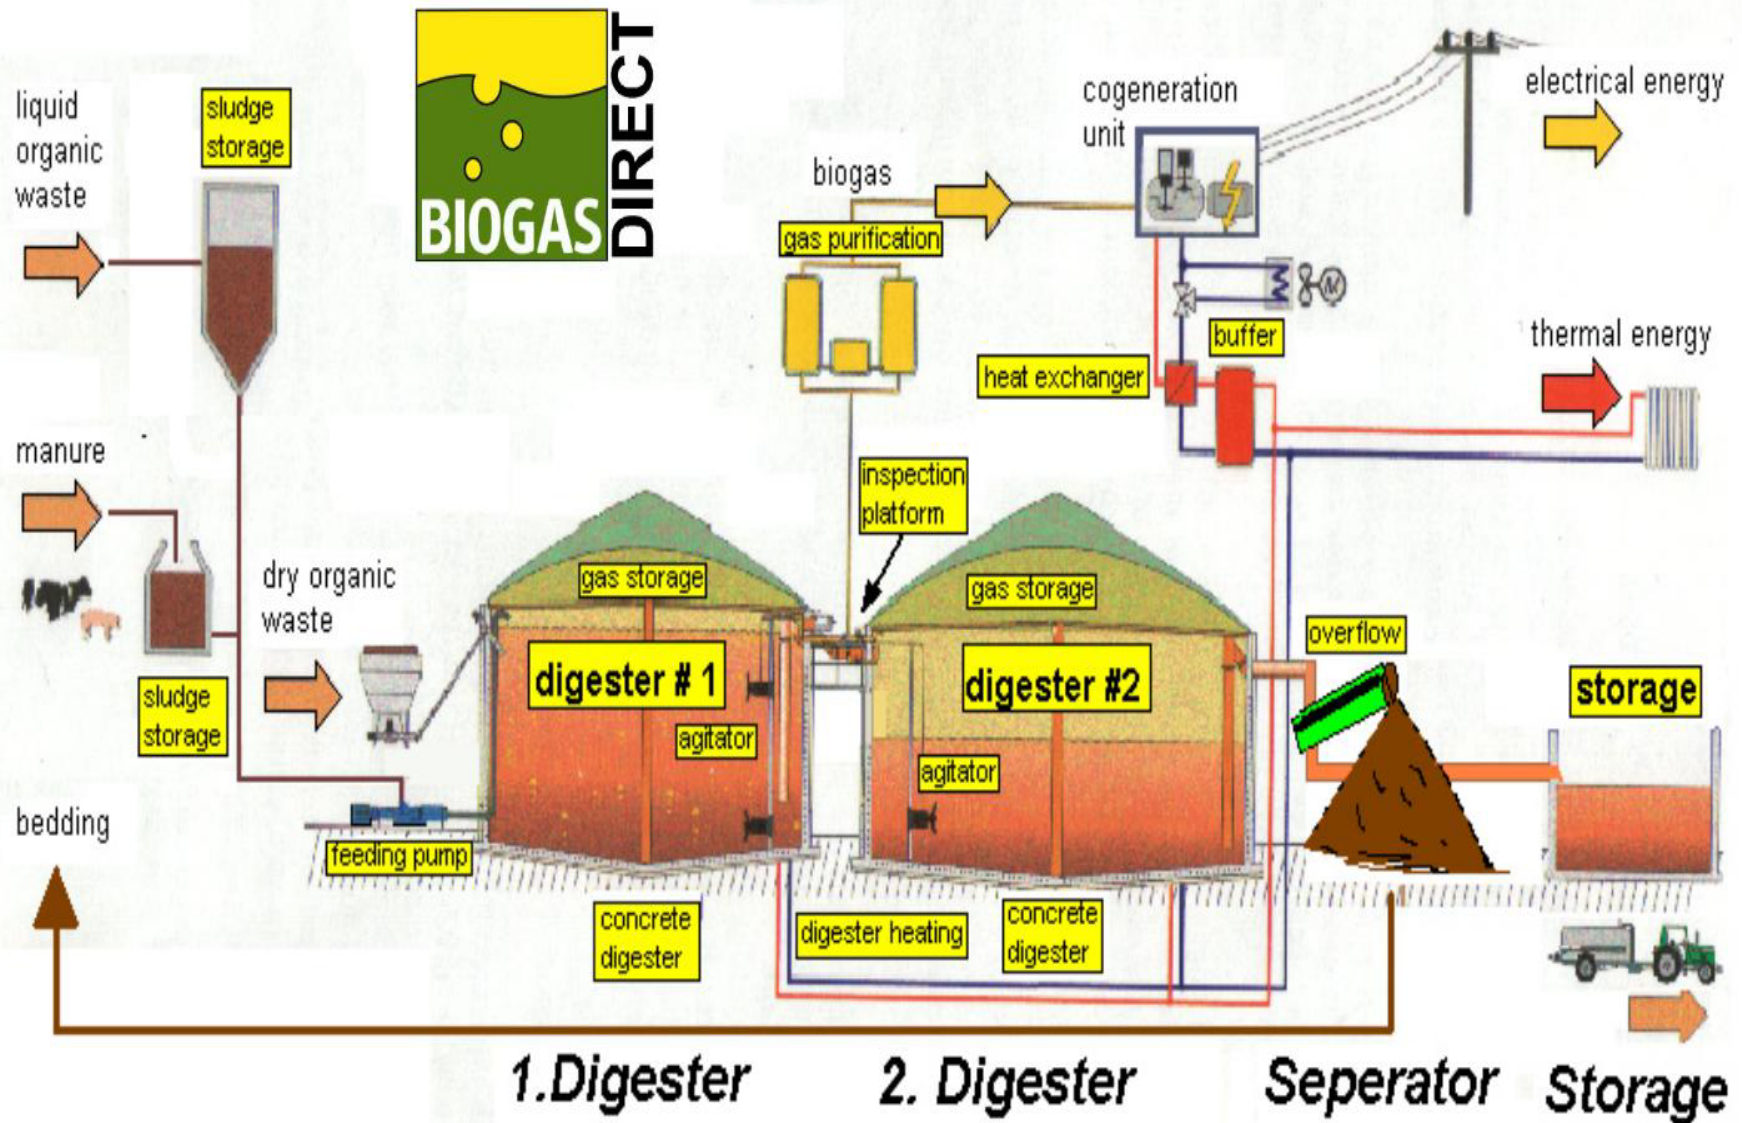 BIOGAS
DIRECT
liquid
organic
waste
sludge
storage
cogeneration
unit
electrical energy
biogas
gas purification
buffer
thermal energy
heat exchanger
manure
inspection
platform
dry organic
waste
gas storage
gas storage
overflow
digester # 1
digester #2
storage
sludge
storage
agitator
agitator
bedding
feeding pump
concrete
digester
digester heating
concrete
digester
1.Digester
2. Digester
Seperator
Storage